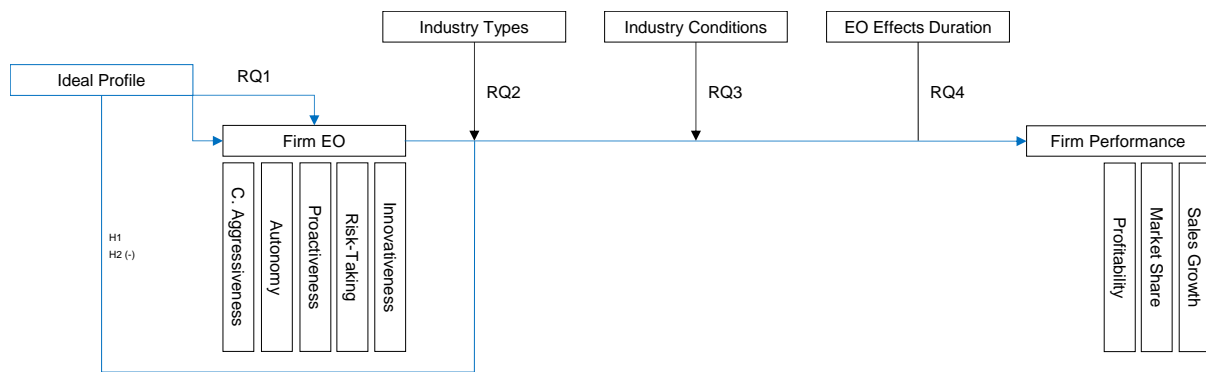 Industry Types
Industry Conditions
EO Effects Duration
Ideal Profile
RQ1
RQ2
RQ3
RQ4
Firm EO
Firm Performance
C. Aggressiveness
Autonomy
Proactiveness
Risk-Taking
Innovativeness
Profitability
Market Share
Sales Growth
H1
H2 (-)